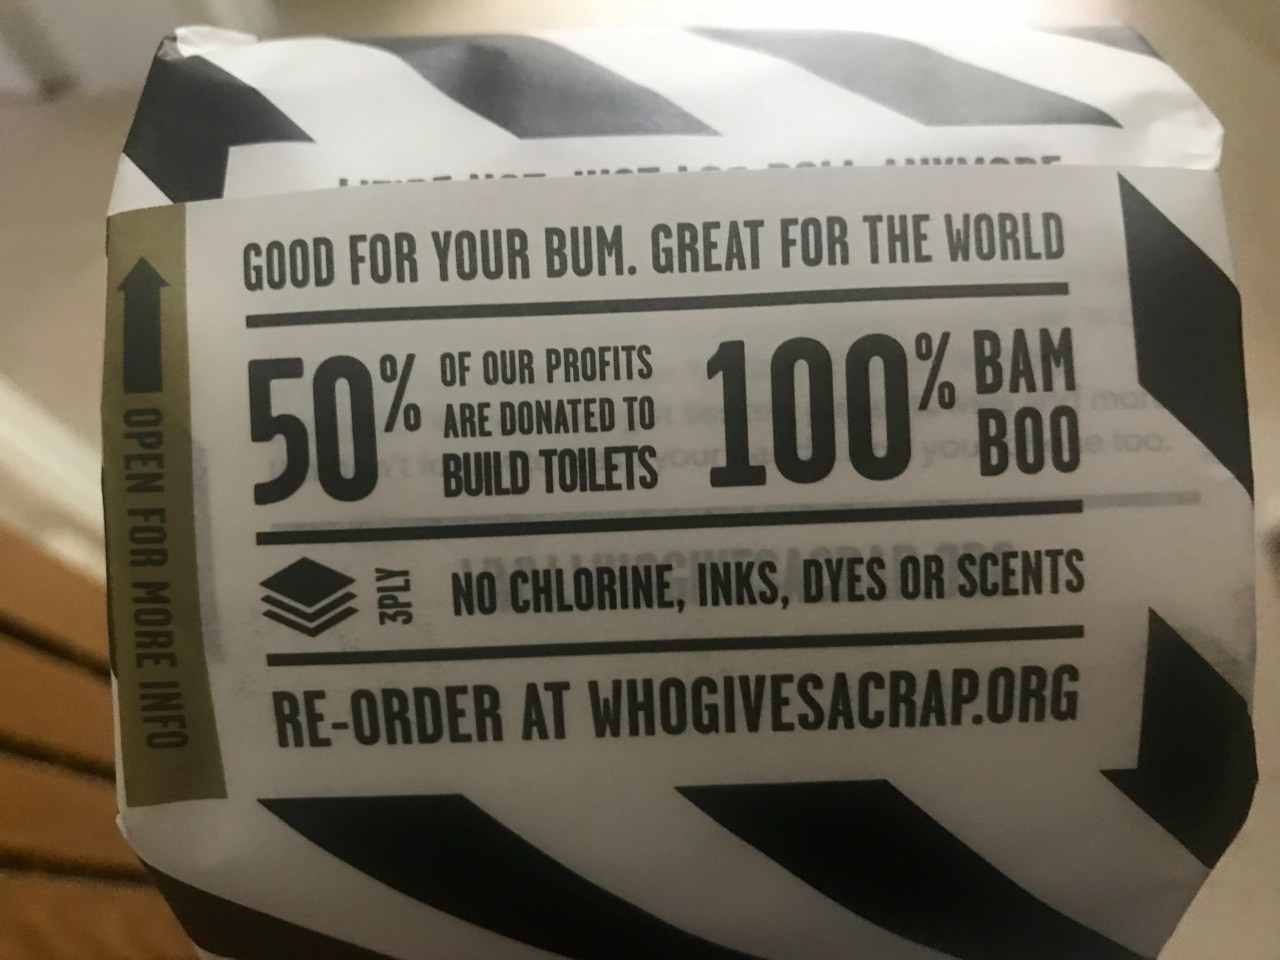 GOOD FOR YOUR BUM. GREAT FOR THE WORLD
50% OF OUR PROFITS
ARE DONATED TO
BUILD TOILETS
100% BAM
BOO
3PLY
NO CHLORINE, INKS, DYES OR SCENTS
RE-ORDER AT WHOGIVESACRAP.ORG
OPEN FOR MORE INFO